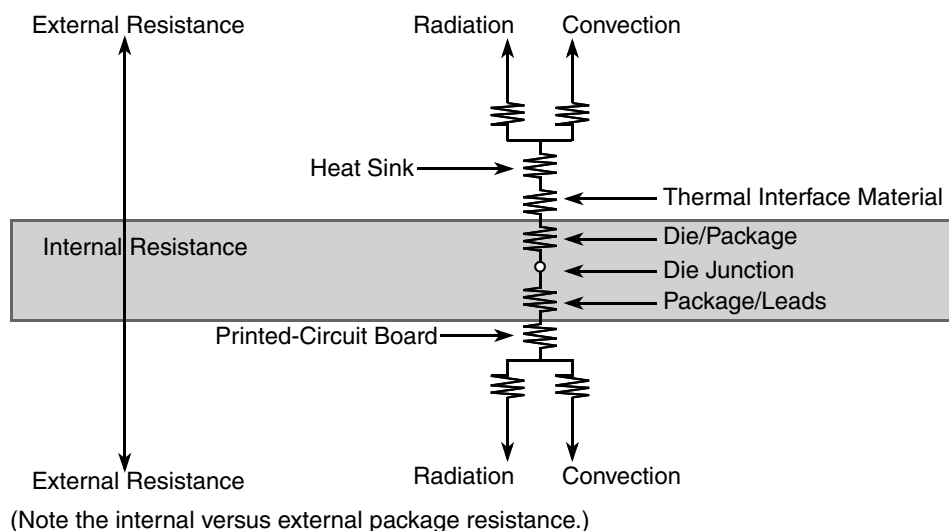 External Resistance
Radiation
Convection
Heat Sink
Thermal Interface Material
Internal Resistance
Die/Package
Die Junction
Package/Leads
Printed-Circuit Board
Radiation
Convection
External Resistance
(Note the internal versus external package resistance.)